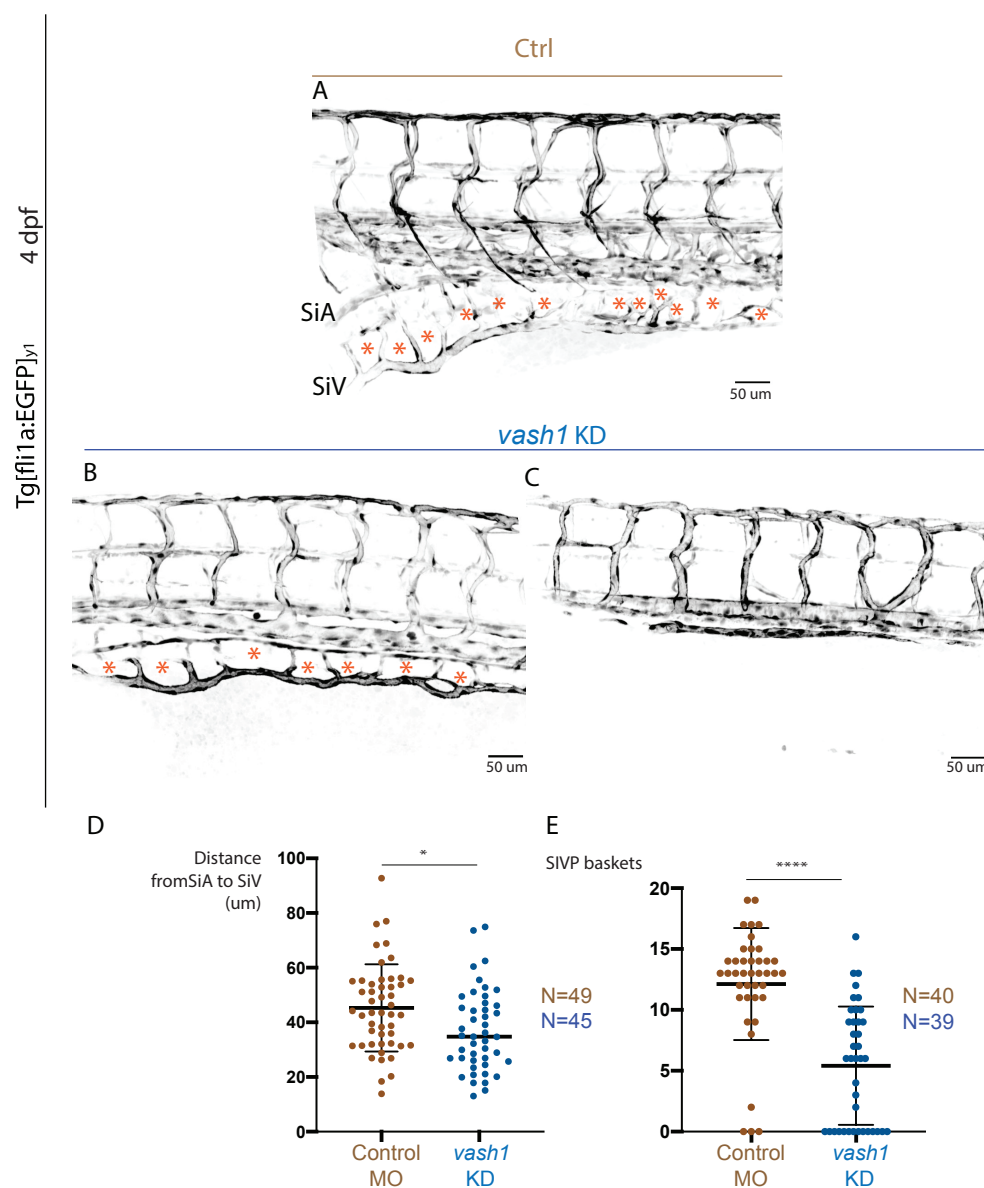 Ctrl
A
4 dpf
Tg[fli1a:EGFP]y1
SiA
SiV
50 um
vash1 KD
B
C
50 um
50 um
D
Distance
fromSiA to SiV
(um)
*
100
80
60
40
20
0
N=49
N=45
Control
MO
vash1
KD
E
SIVP baskets
****
20
15
10
5
0
N=40
N=39
Control
MO
vash1
KD